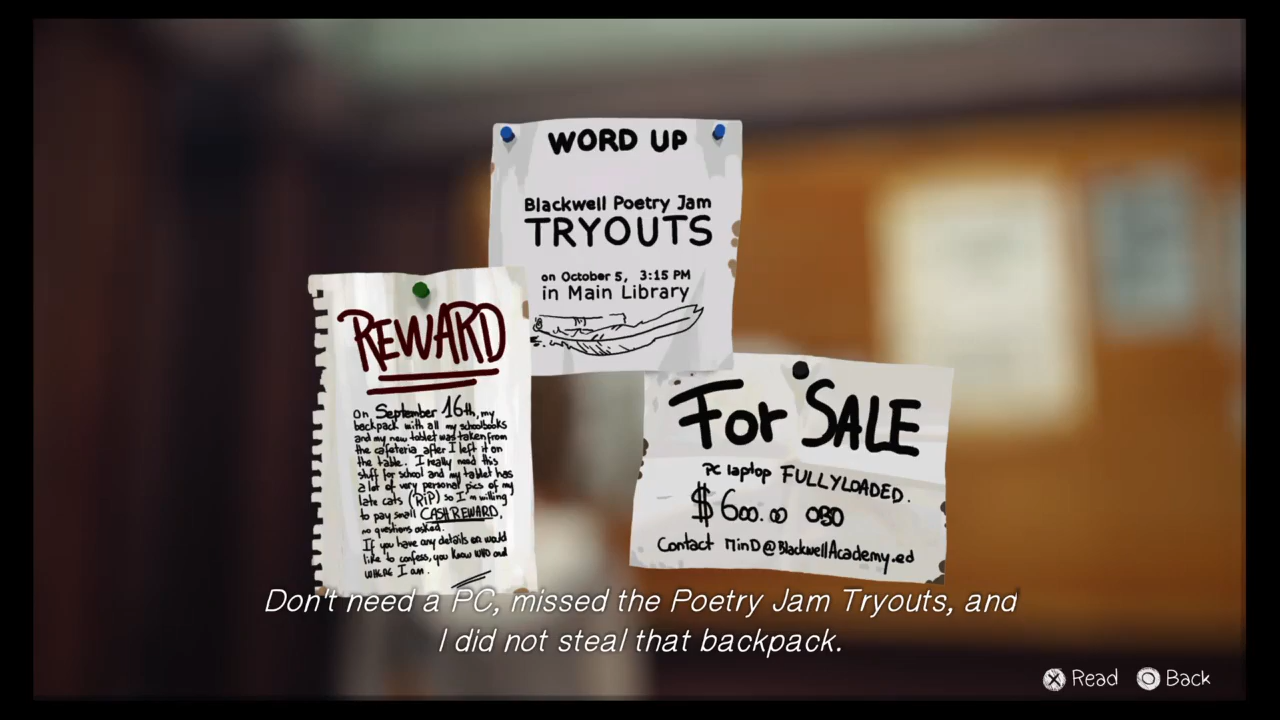 WORD UP
Blackwell Poetry Jam
TRYOUTS
on October 5, 3:15 PM
in Main Library
REWARD
on September 16th, my
backpack with all my schoolbooks
and my new tablet was taken from
the cafeteria after I left it on
the table. I really need this
stuff for school and my tablet has
a lot of very personal pics of my
late cats (RIP) so I'm willing
to pay small CASH REWARD,
no questions asked.
If you have any details or would
like to confess, you know WHO and
WHERE I am.
For SALE
PC laptop FULLYLOADED.
$600.00 OBO
Contact MinD@BlackwellAcademy.ed
Don't need a PC, missed the Poetry Jam Tryouts, and
I did not steal that backpack.
Read Back